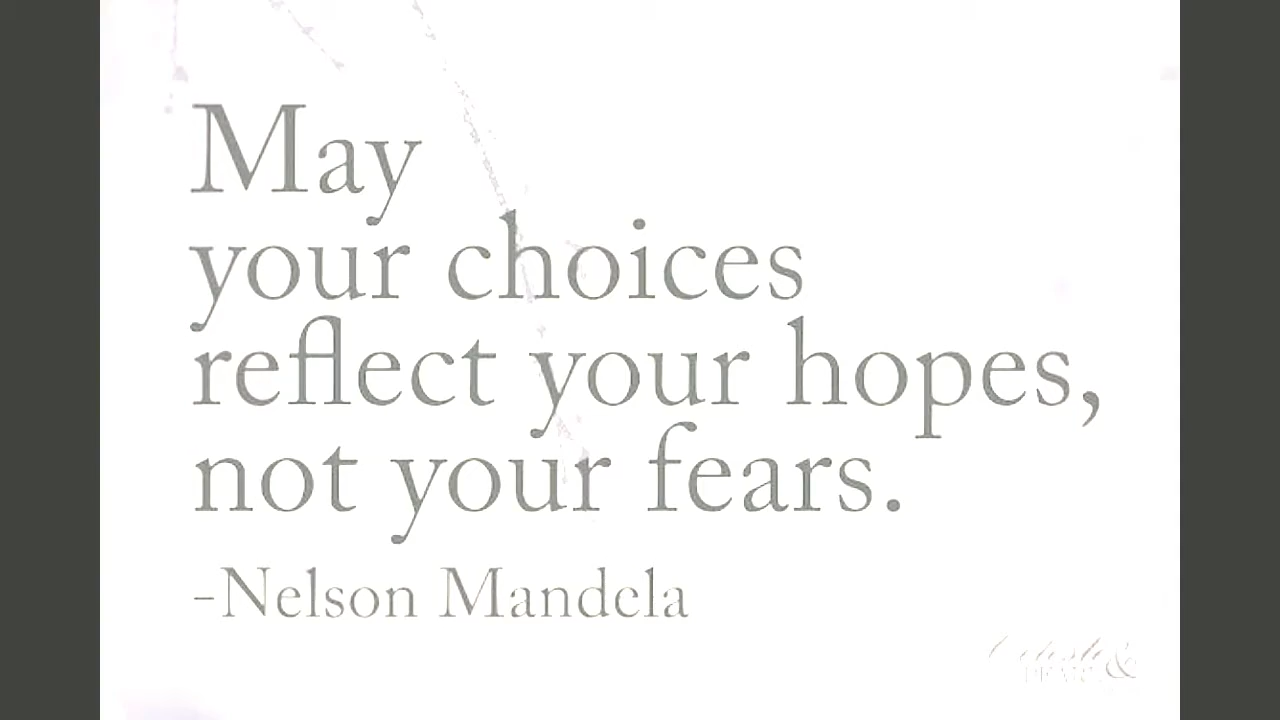 May
your choices
reflect your hopes,
not your fears.
-Nelson Mandela
&